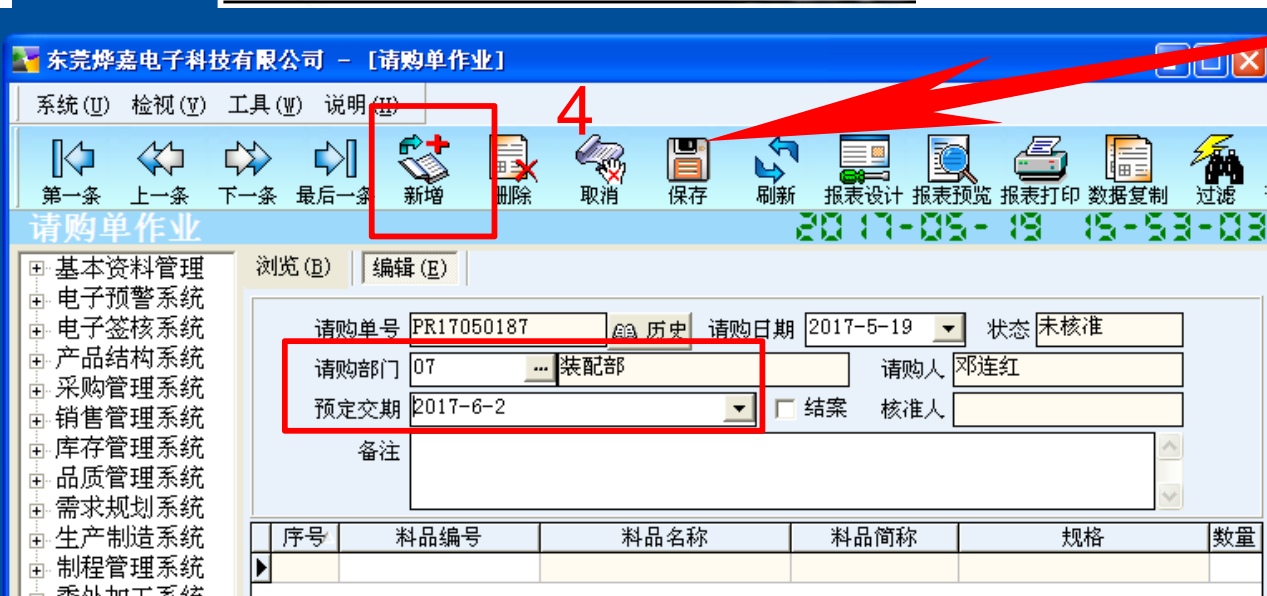 东莞烨嘉电子科技有限公司 - [请购单作业]
系统(U) 检视(V) 工具(W) 说明(H)
4
第一条 上一条 下一条 最后一条 新增 删除 取消 保存 刷新 报表设计 报表预览 报表打印 数据复制 过滤
请购单作业 2017-05-19 15-53-03
浏览(B) 编辑(E)
基本资料管理
电子预警系统
电子签核系统
产品结构系统
采购管理系统
销售管理系统
库存管理系统
品质管理系统
需求规划系统
生产制造系统
制程管理系统
委外加工系统
请购单号 PR17050187 历史 请购日期 2017-5-19 状态 未核准
请购部门 07 ... 装配部 请购人 邓连红
预定交期 2017-6-2 结案 核准人
备注
序号 料品编号 料品名称 料品简称 规格 数量